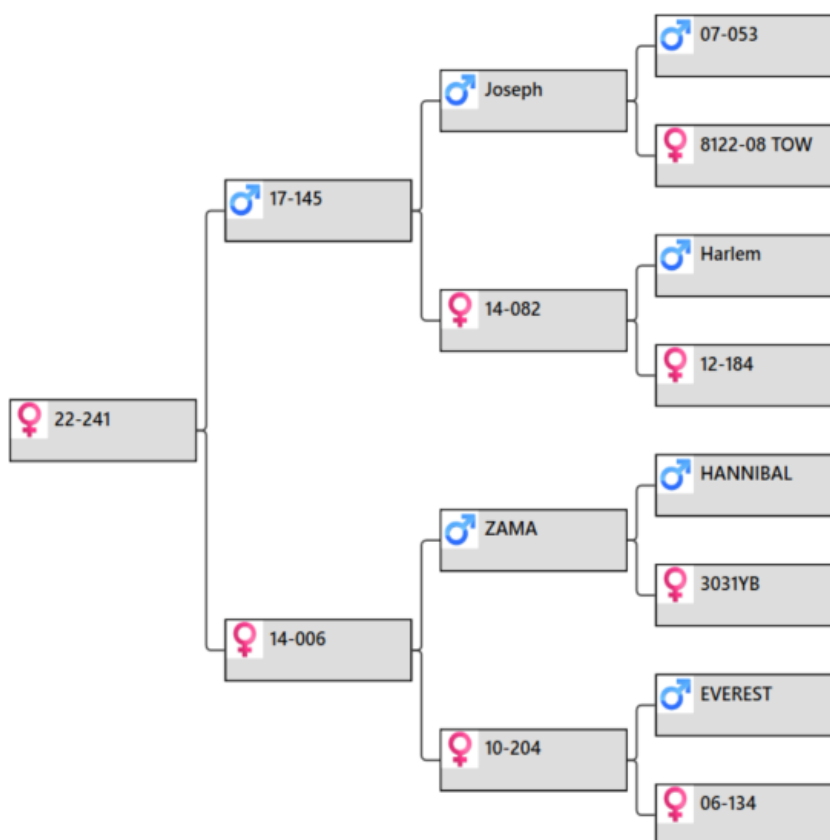 07-053
Joseph
8122-08 TOW
17-145
Harlem
14-082
12-184
22-241
HANNIBAL
ZAMA
3031YB
14-006
EVEREST
10-204
06-134